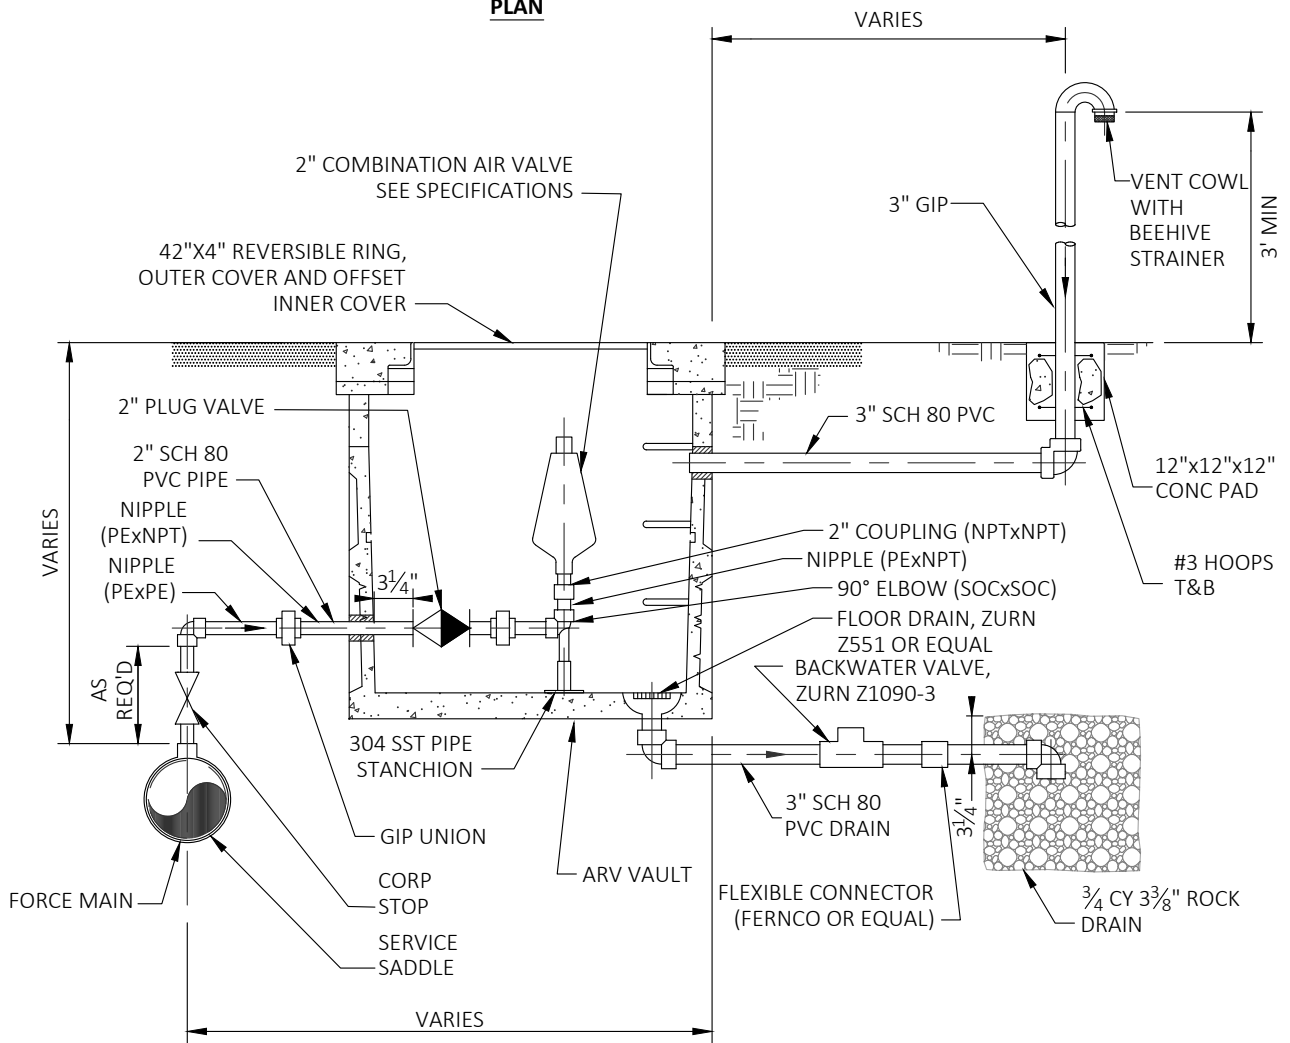 PLAN
VARIES
2" COMBINATION AIR VALVE
SEE SPECIFICATIONS
3" GIP
VENT COWL
WITH
BEEHIVE
STRAINER
3' MIN
42"X4" REVERSIBLE RING,
OUTER COVER AND OFFSET
INNER COVER
2" PLUG VALVE
3" SCH 80 PVC
2" SCH 80
PVC PIPE
12"x12"x12"
CONC PAD
NIPPLE
(PExNPT)
VARIES
2" COUPLING (NPTxNPT)
NIPPLE (PExNPT)
#3 HOOPS
T&B
NIPPLE
(PExPE)
3¼"
90° ELBOW (SOCxSOC)
FLOOR DRAIN, ZURN
Z551 OR EQUAL
BACKWATER VALVE,
ZURN Z1090-3
AS
REQ'D
304 SST PIPE
STANCHION
3" SCH 80
PVC DRAIN
3¼"
GIP UNION
ARV VAULT
FORCE MAIN
CORP
STOP
FLEXIBLE CONNECTOR
(FERNCO OR EQUAL)
¾ CY 3⅜" ROCK
DRAIN
SERVICE
SADDLE
VARIES